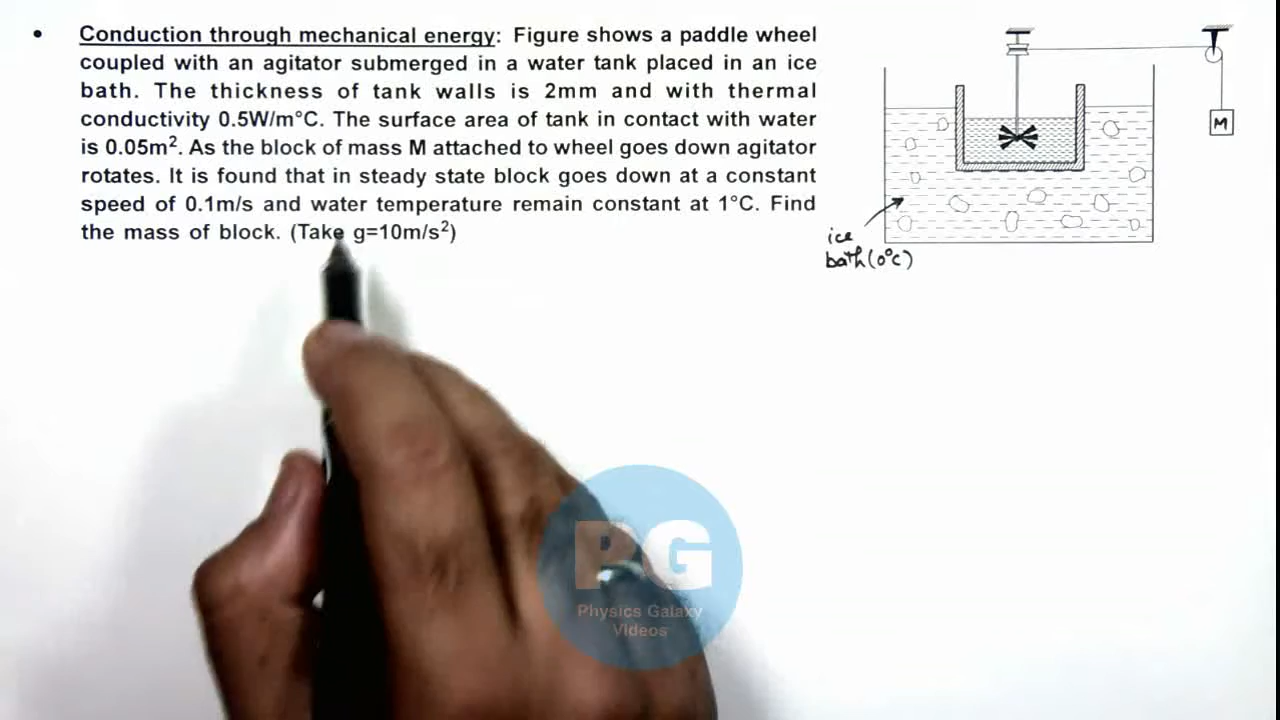 • Conduction through mechanical energy: Figure shows a paddle wheel
coupled with an agitator submerged in a water tank placed in an ice
bath. The thickness of tank walls is 2mm and with thermal
conductivity 0.5W/m°C. The surface area of tank in contact with water
is 0.05m². As the block of mass M attached to wheel goes down agitator
rotates. It is found that in steady state block goes down at a constant
speed of 0.1m/s and water temperature remain constant at 1°C. Find
the mass of block. (Take g=10m/s²)
M
ice
bath (0°C)
PG
Physics Galaxy
Videos